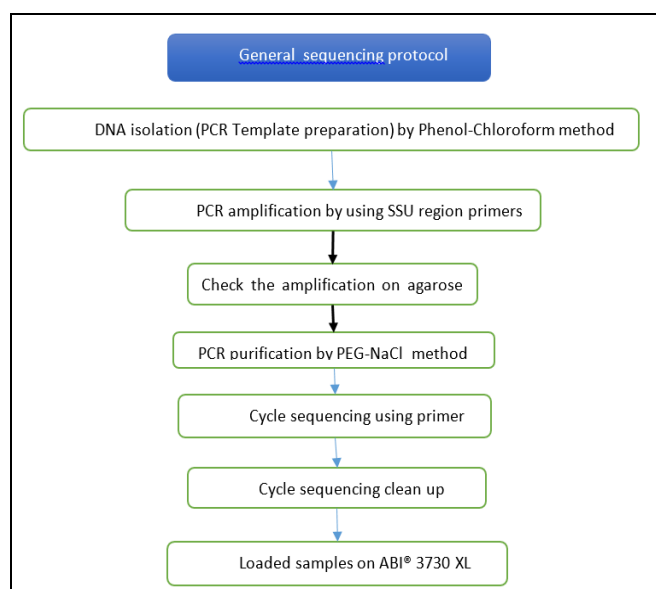 General sequencing protocol
DNA isolation (PCR Template preparation) by Phenol-Chloroform method
PCR amplification by using SSU region primers
Check the amplification on agarose
PCR purification by PEG-NaCl method
Cycle sequencing using primer
Cycle sequencing clean up
Loaded samples on ABI® 3730 XL